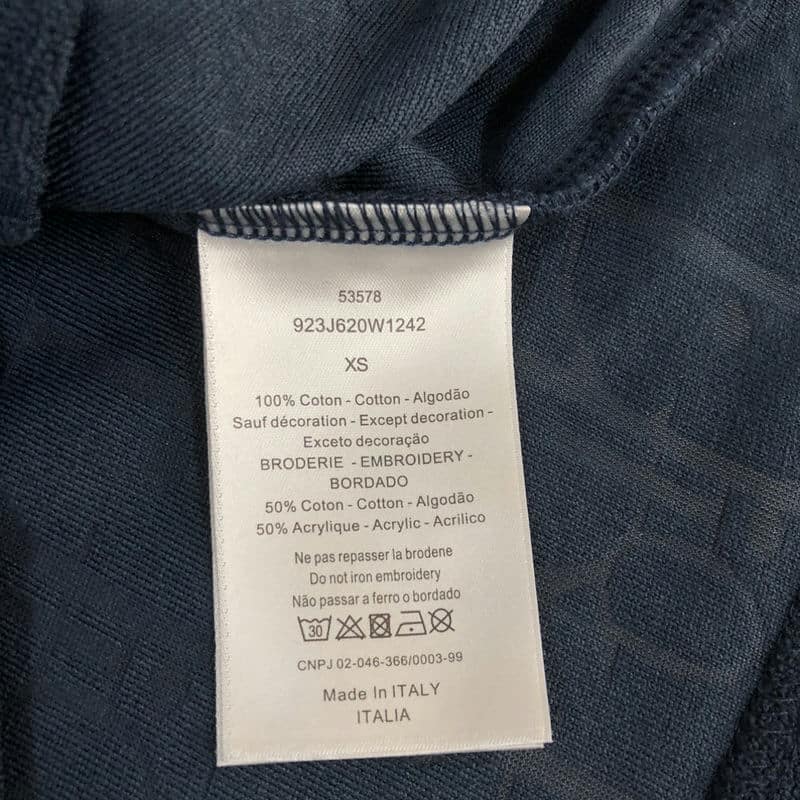 53578
923J620W1242
XS
100% Coton - Cotton - Algodão
Sauf décoration - Except decoration -
Exceto decoração
BRODERIE - EMBROIDERY -
BORDADO
50% Coton - Cotton - Algodão
50% Acrylique - Acrylic - Acrilico
Ne pas repasser la brodene
Do not iron embroidery
Não passar a ferro o bordado
30
CNPJ 02-046-366/0003-99
Made In ITALY
ITALIA